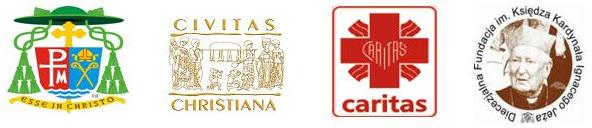 ESSE IN CHRISTO
CIVITAS
CHRISTIANA
CARITAS
caritas
Diecezjalna Fundacja im. Księdza Kardynała Ignacego Jeża